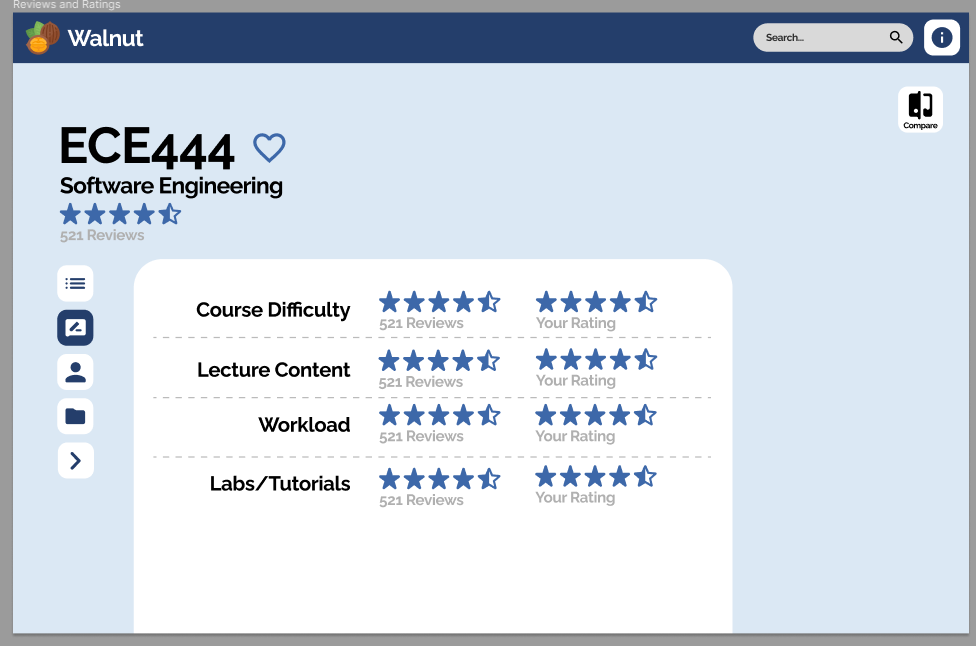 Reviews and Ratings
Walnut
Search...
Compare
ECE444
Software Engineering
521 Reviews
Course Difficulty
521 Reviews
Your Rating
Lecture Content
521 Reviews
Your Rating
Workload
521 Reviews
Your Rating
Labs/Tutorials
521 Reviews
Your Rating